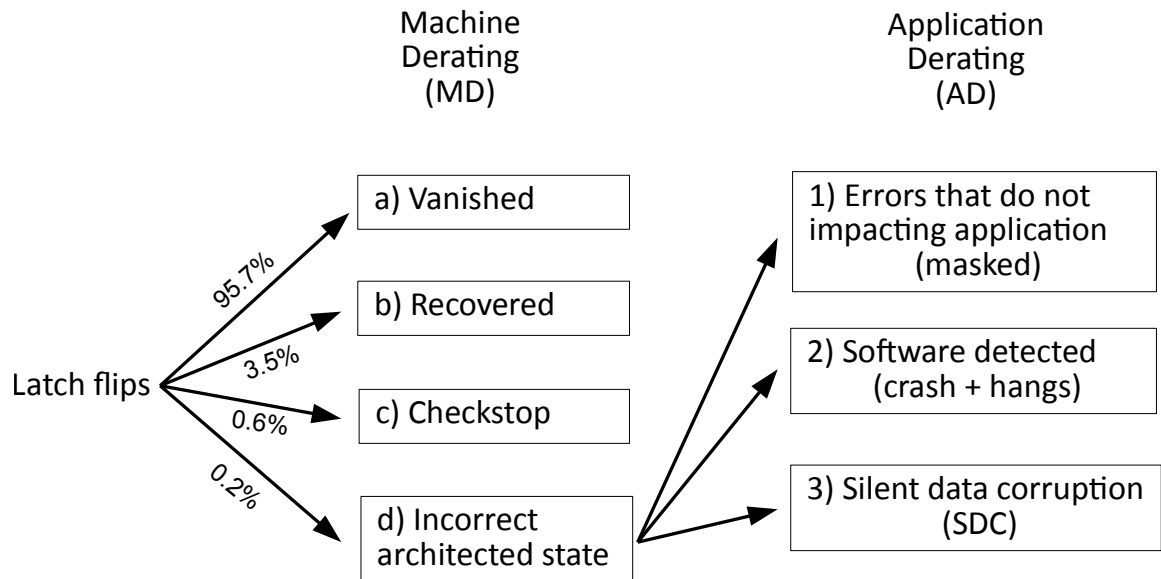 Machine
Derating
(MD)
Application
Derating
(AD)
Latch flips
95.7%
3.5%
0.6%
0.2%
a) Vanished
b) Recovered
c) Checkstop
d) Incorrect
architected state
1) Errors that do not
impacting application
(masked)
2) Software detected
(crash + hangs)
3) Silent data corruption
(SDC)